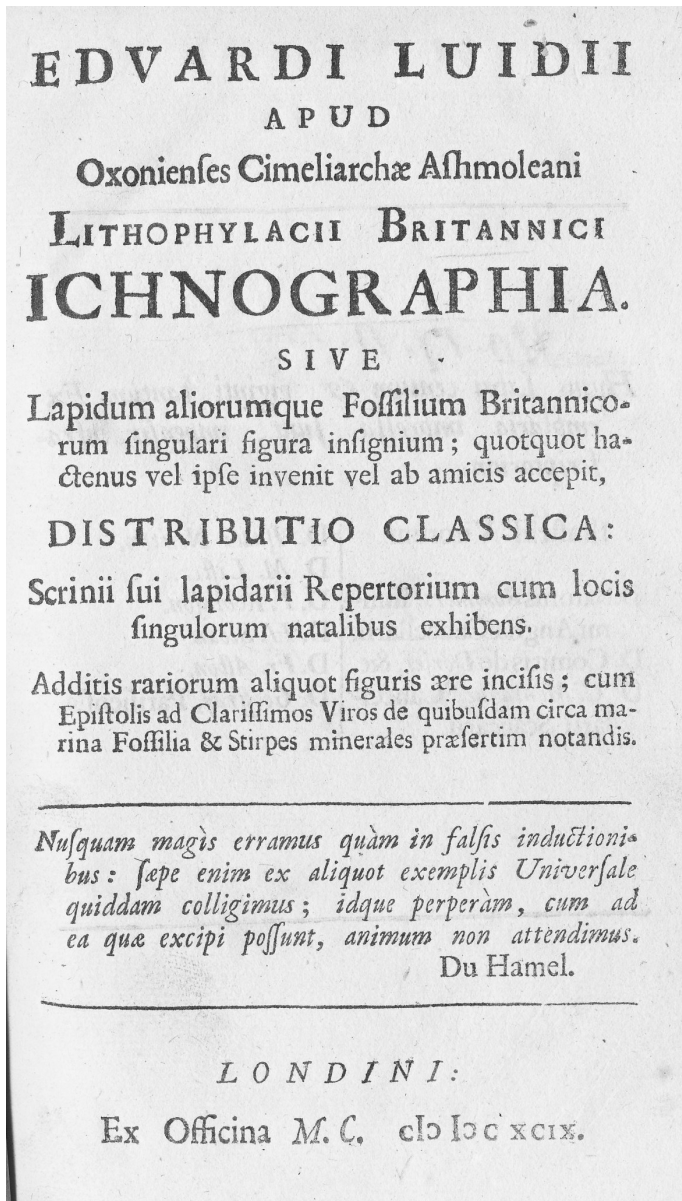 EDVARDI LUIDII
APUD
Oxonienſes Cimeliarchæ Aſhmoleani
LITHOPHYLACII BRITANNICI
ICHNOGRAPHIA.
SIVE
Lapidum aliorumque Foſſilium Britannico-
rum ſingulari figura inſignium; quotquot ha-
ctenus vel ipſe invenit vel ab amicis accepit,
DISTRIBUTIO CLASSICA:
Scrinii ſui lapidarii Repertorium cum locis
ſingulorum natalibus exhibens.
Additis rariorum aliquot figuris ære inciſis; cum
Epiſtolis ad Clariſſimos Viros de quibuſdam circa ma-
rina Foſſilia & Stirpes minerales præſertim notandis.
Nuſquam magìs erramus quàm in falſis inductioni-
bus: ſæpe enim ex aliquot exemplis Univerſale
quiddam colligimus; idque perperàm, cum ad
ea quæ excipi poſſunt, animum non attendimus.
Du Hamel.
LONDINI:
Ex Officina M. C. cIↄ Iↄc xcix.